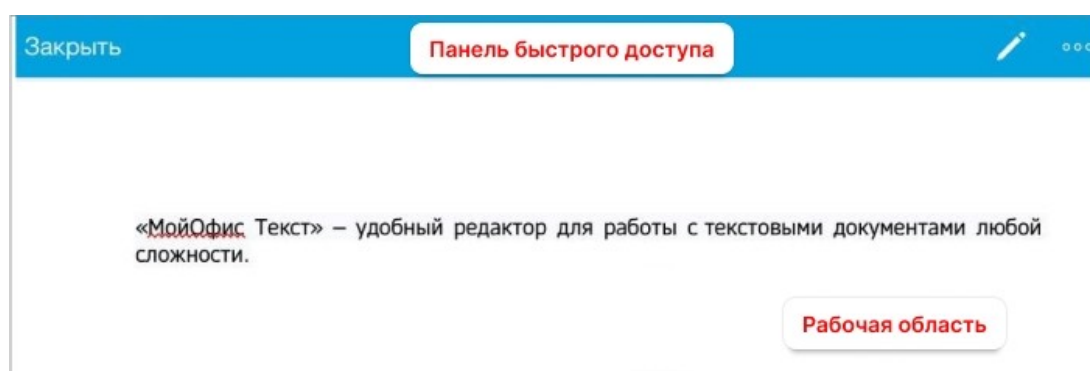 Закрыть
Панель быстрого доступа
«МойОфис Текст» – удобный редактор для работы с текстовыми документами любой
сложности.
Рабочая область